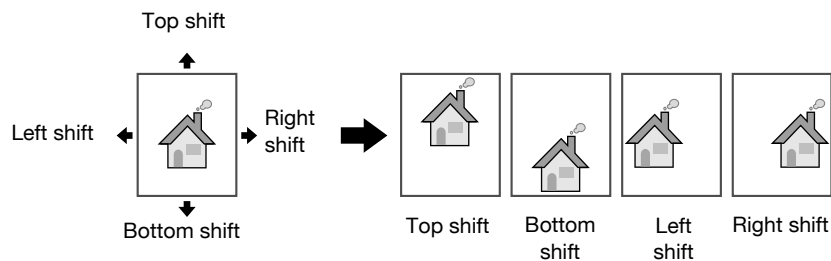 Top shift
Left shift
Right
shift
Bottom shift
Top shift
Bottom
shift
Left
shift
Right shift